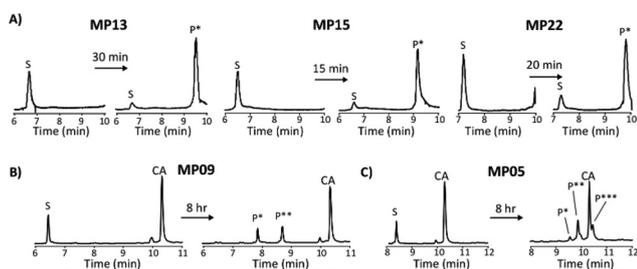 A) MP13 MP15 MP22
S 30 min S P* S 15 min S P* S 20 min S P*
6 7 8 9 10 6 7 8 9 10 6 7 8 9 10 6 7 8 9 10 7 8 9 10 7 8 9 10
Time (min) Time (min) Time (min) Time (min) Time (min) Time (min)
B) MP09 C) MP05
S CA 8 hr P* P** CA S CA 8 hr P* P** CA P***
6 7 8 9 10 11 6 7 8 9 10 11 8 9 10 11 12 8 9 10 11 12
Time (min) Time (min) Time (min) Time (min)